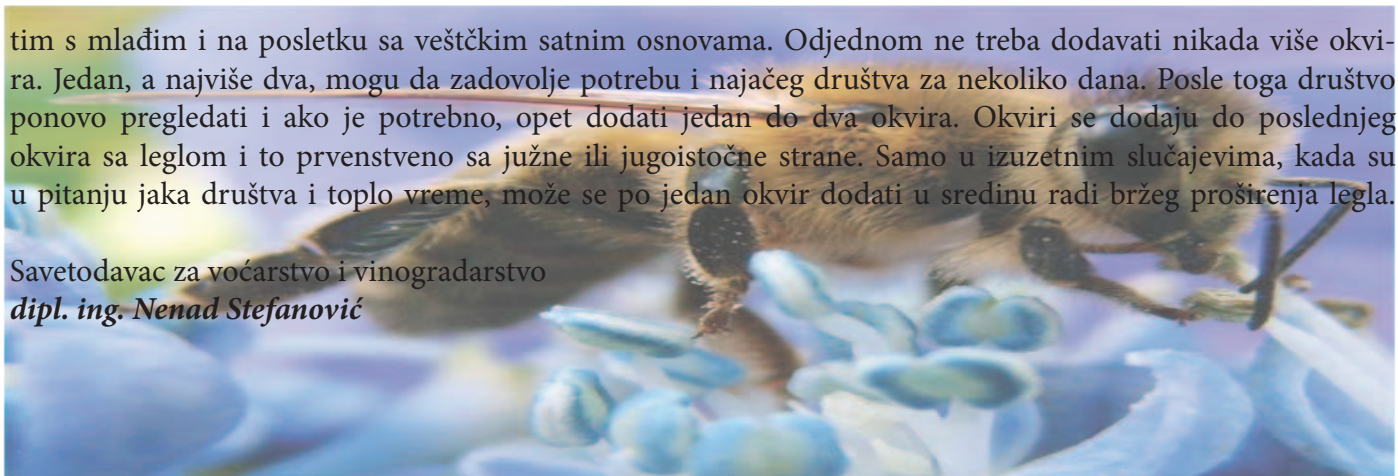 tim s mlađim i na posletku sa veštčkim satnim osnovama. Odjednom ne treba dodavati nikada više okvi-
ra. Jedan, a najviše dva, mogu da zadovolje potrebu i najačeg društva za nekoliko dana. Posle toga društvo
ponovo pregledati i ako je potrebno, opet dodati jedan do dva okvira. Okviri se dodaju do poslednjeg
okvira sa leglom i to prvenstveno sa južne ili jugoistočne strane. Samo u izuzetnim slučajevima, kada su
u pitanju jaka društva i toplo vreme, može se po jedan okvir dodati u sredinu radi bržeg proširenja legla.
Savetodavac za voćarstvo i vinogradarstvo
dipl. ing. Nenad Stefanović